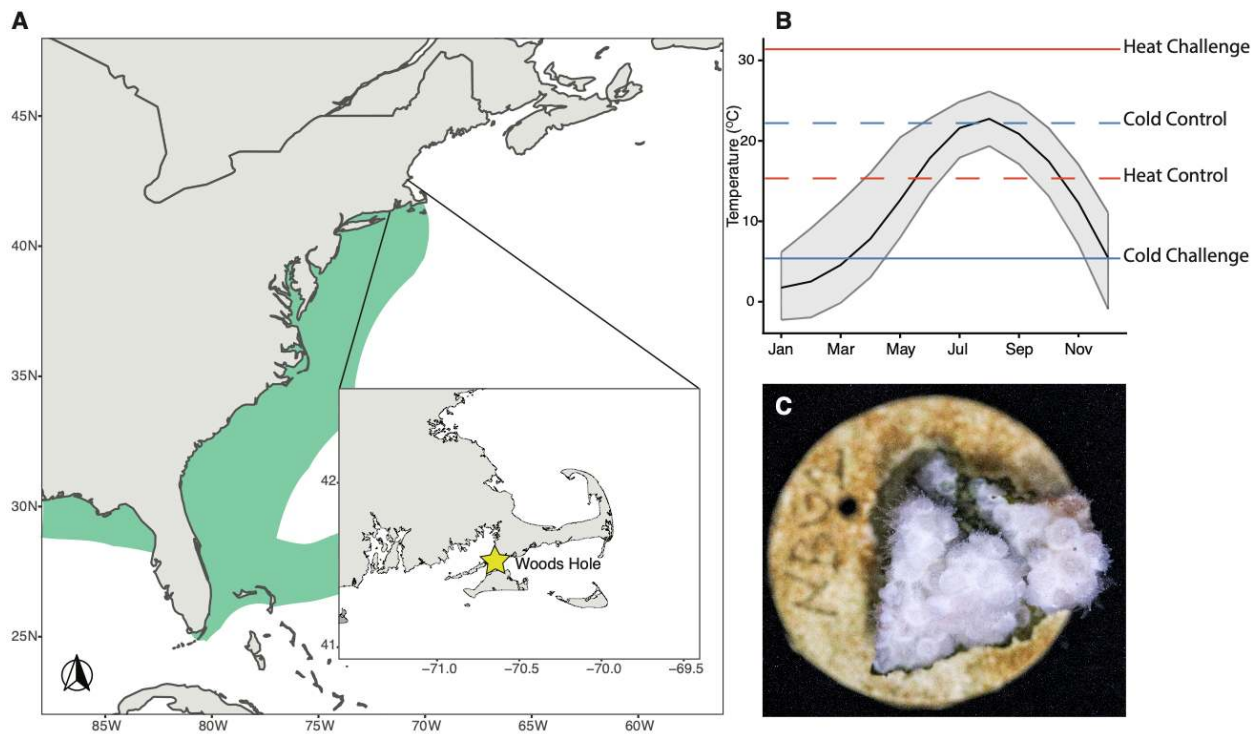 A
45N
40N
35N
30N
25N
85W
80W
75W
70W
65W
60W
42
41
−71.0
−70.5
−70.0
−69.5
Woods Hole
B
Temperature (°C)
30
20
10
0
Jan
Mar
May
Jul
Sep
Nov
Heat Challenge
Cold Control
Heat Control
Cold Challenge
C